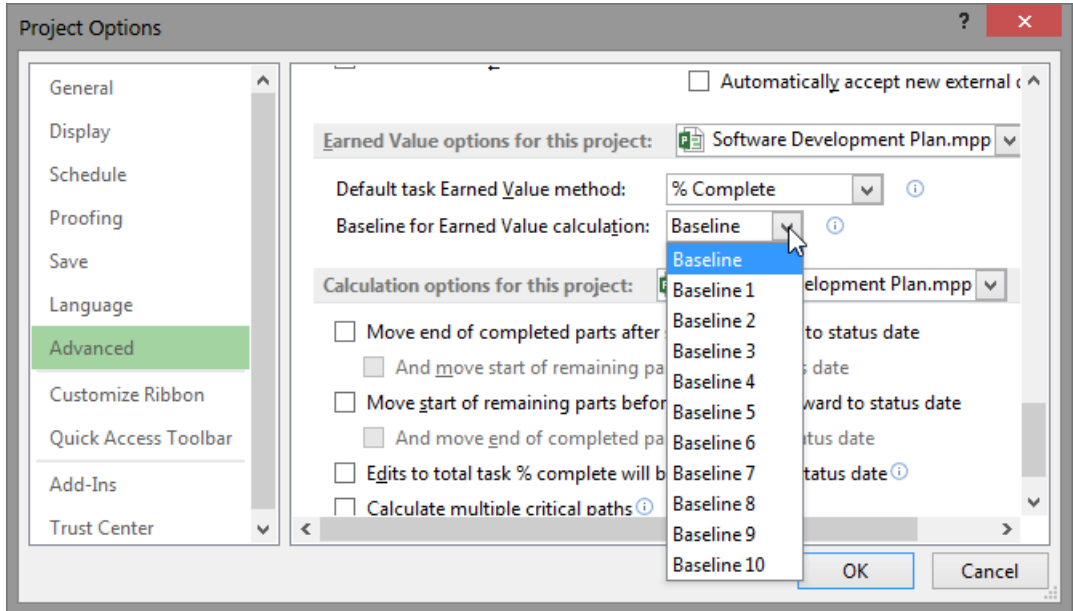 Project Options
?
General
Display
Schedule
Proofing
Save
Language
Advanced
Customize Ribbon
Quick Access Toolbar
Add-Ins
Trust Center
Automatically accept new external
Earned Value options for this project: Software Development Plan.mpp
Default task Earned Value method: % Complete
Baseline for Earned Value calculation: Baseline
Baseline
Baseline 1
Baseline 2
Baseline 3
Baseline 4
Baseline 5
Baseline 6
Baseline 7
Baseline 8
Baseline 9
Baseline 10
Calculation options for this project: elopment Plan.mpp
Move end of completed parts after to status date
And move start of remaining pa date
Move start of remaining parts befor ward to status date
And move end of completed pa tus date
Edits to total task % complete will b tatus date
Calculate multiple critical paths
OK
Cancel